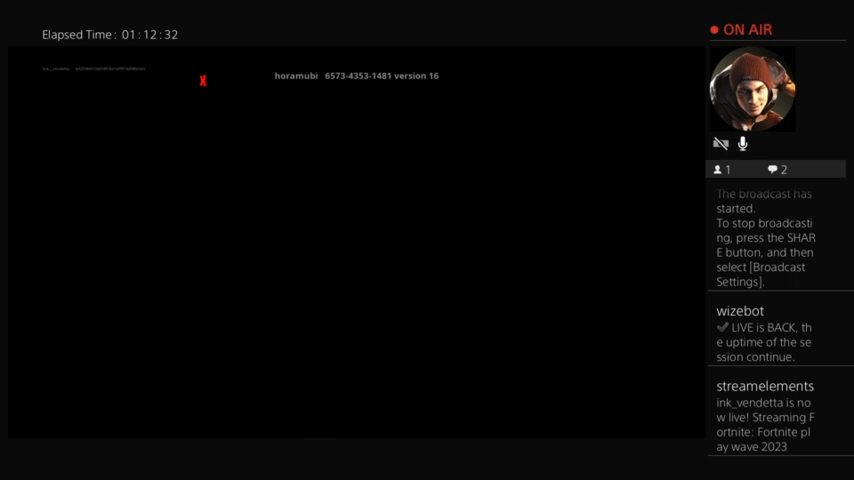 Elapsed Time: 01:12:32
ON AIR
ink__vendetta
X
horamubi 6573-4353-1481 version 16
1 2
The broadcast has
started.
To stop broadcasti
ng, press the SHAR
E button, and then
select [Broadcast
Settings].
wizebot
✓ LIVE is BACK, th
e uptime of the se
ssion continue.
streamelements
ink_vendetta is no
w live! Streaming F
ortnite: Fortnite pl
ay wave 2023